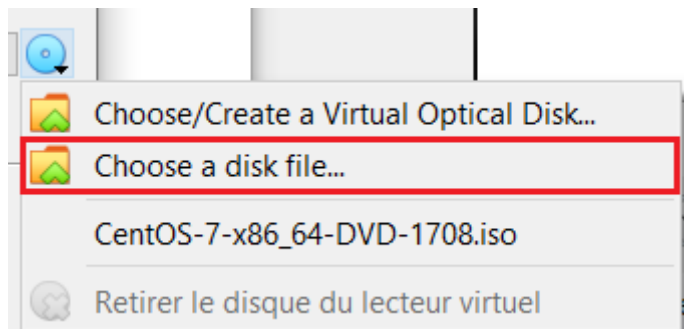 Choose/Create a Virtual Optical Disk...
Choose a disk file...
CentOS-7-x86_64-DVD-1708.iso
Retirer le disque du lecteur virtuel